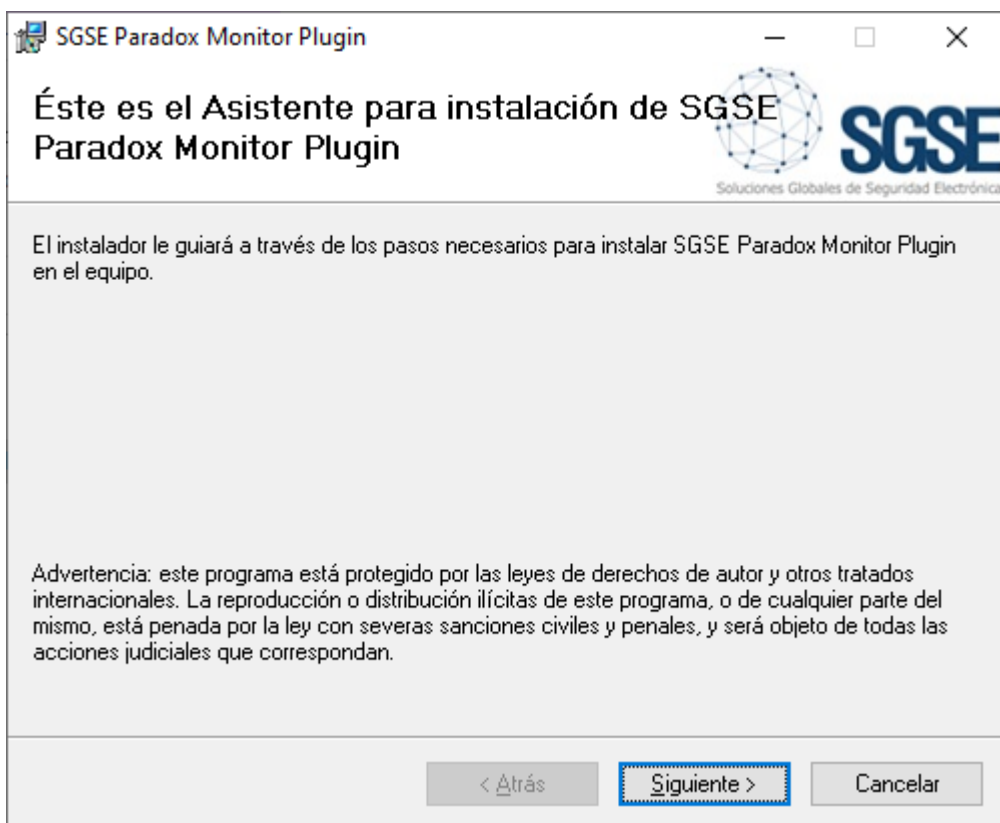 SGSE Paradox Monitor Plugin
Éste es el Asistente para instalación de SGSE
Paradox Monitor Plugin
SGSE
Soluciones Globales de Seguridad Electrónica
El instalador le guiará a través de los pasos necesarios para instalar SGSE Paradox Monitor Plugin
en el equipo.
Advertencia: este programa está protegido por las leyes de derechos de autor y otros tratados
internacionales. La reproducción o distribución ilícitas de este programa, o de cualquier parte del
mismo, está penada por la ley con severas sanciones civiles y penales, y será objeto de todas las
acciones judiciales que correspondan.
< Atrás Siguiente > Cancelar